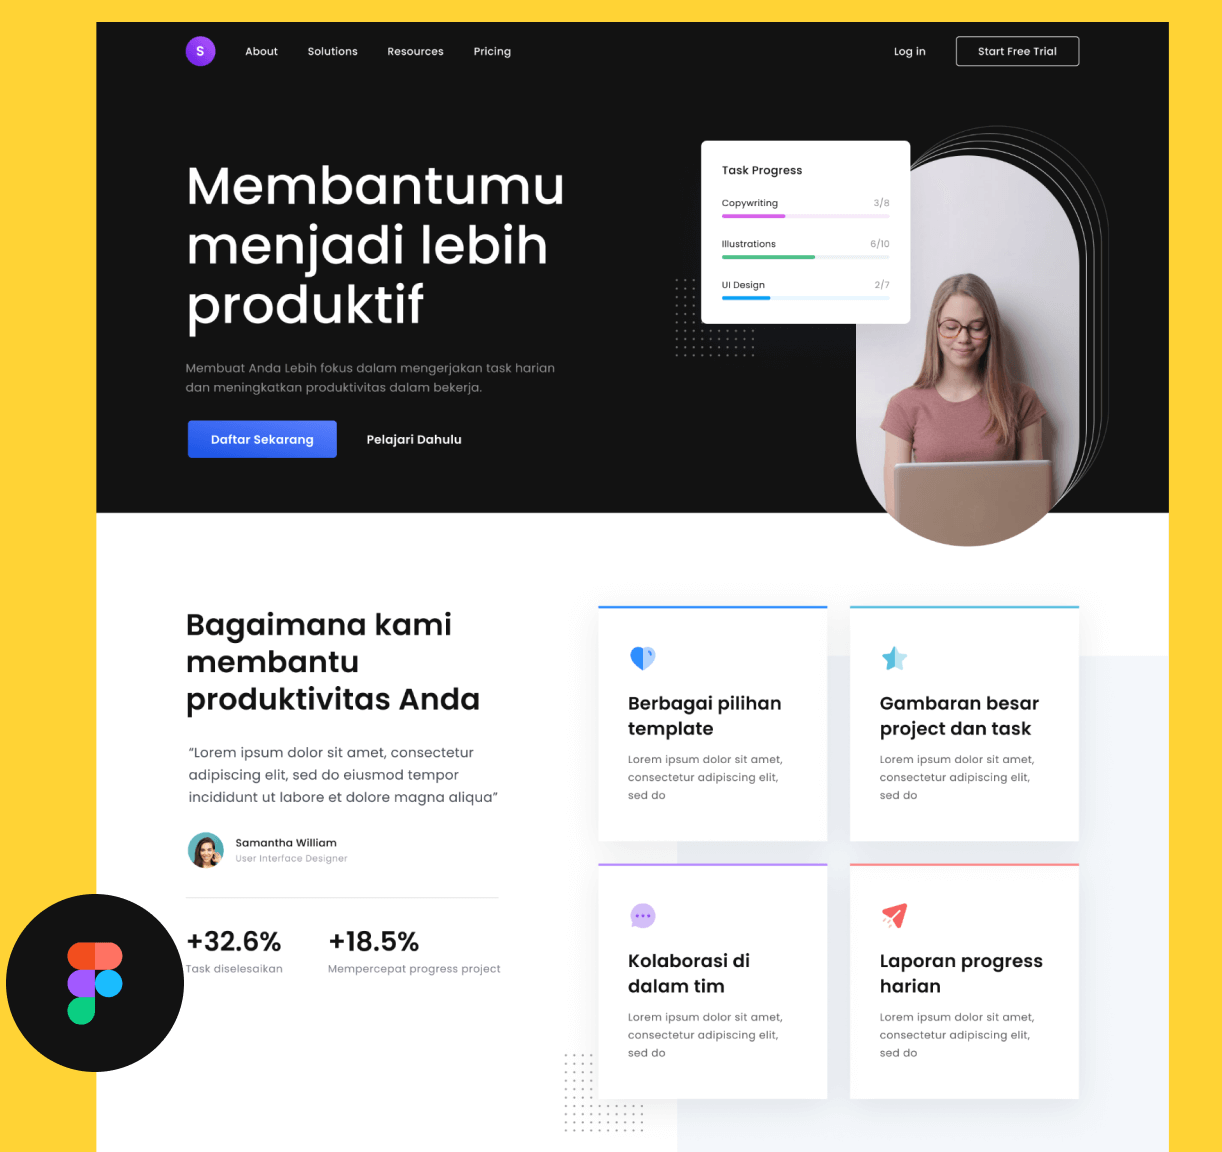 S
About
Solutions
Resources
Pricing
Log in
Start Free Trial
Membantumu
menjadi lebih
produktif
Membuat Anda Lebih fokus dalam mengerjakan task harian
dan meningkatkan produktivitas dalam bekerja.
Daftar Sekarang
Pelajari Dahulu
Task Progress
Copywriting 3/8
Illustrations 6/10
UI Design 2/7
Bagaimana kami
membantu
produktivitas Anda
“Lorem ipsum dolor sit amet, consectetur
adipiscing elit, sed do eiusmod tempor
incididunt ut labore et dolore magna aliqua”
Samantha William
User Interface Designer
+32.6%
Task diselesaikan
+18.5%
Mempercepat progress project
Berbagai pilihan
template
Lorem ipsum dolor sit amet,
consectetur adipiscing elit,
sed do
Gambaran besar
project dan task
Lorem ipsum dolor sit amet,
consectetur adipiscing elit,
sed do
Kolaborasi di
dalam tim
Lorem ipsum dolor sit amet,
consectetur adipiscing elit,
sed do
Laporan progress
harian
Lorem ipsum dolor sit amet,
consectetur adipiscing elit,
sed do